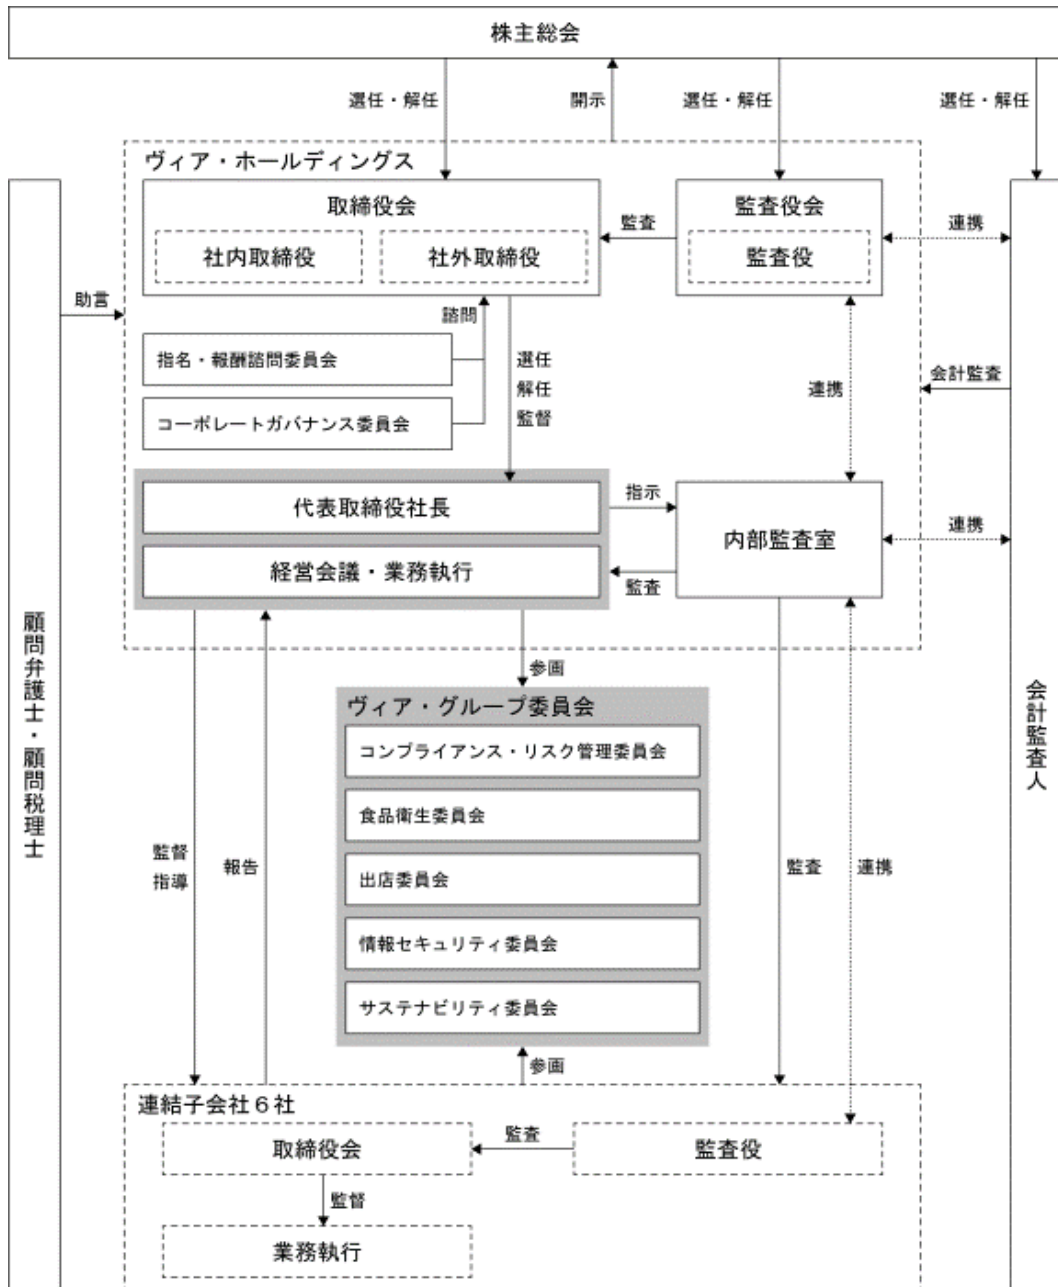 株主総会
選任・解任
開示
選任・解任
選任・解任
ヴィア・ホールディングス
取締役会
監査役会
監査
連携
社内取締役
社外取締役
監査役
助言
諮問
指名・報酬諮問委員会
選任
解任
監督
会計監査
連携
コーポレートガバナンス委員会
代表取締役社長
指示
内部監査室
連携
経営会議・業務執行
監査
参画
顧問弁護士・顧問税理士
会計監査人
ヴィア・グループ委員会
コンプライアンス・リスク管理委員会
食品衛生委員会
監督
指導
報告
出店委員会
監査
連携
情報セキュリティ委員会
サステナビリティ委員会
参画
連結子会社６社
取締役会
監査
監査役
監督
業務執行